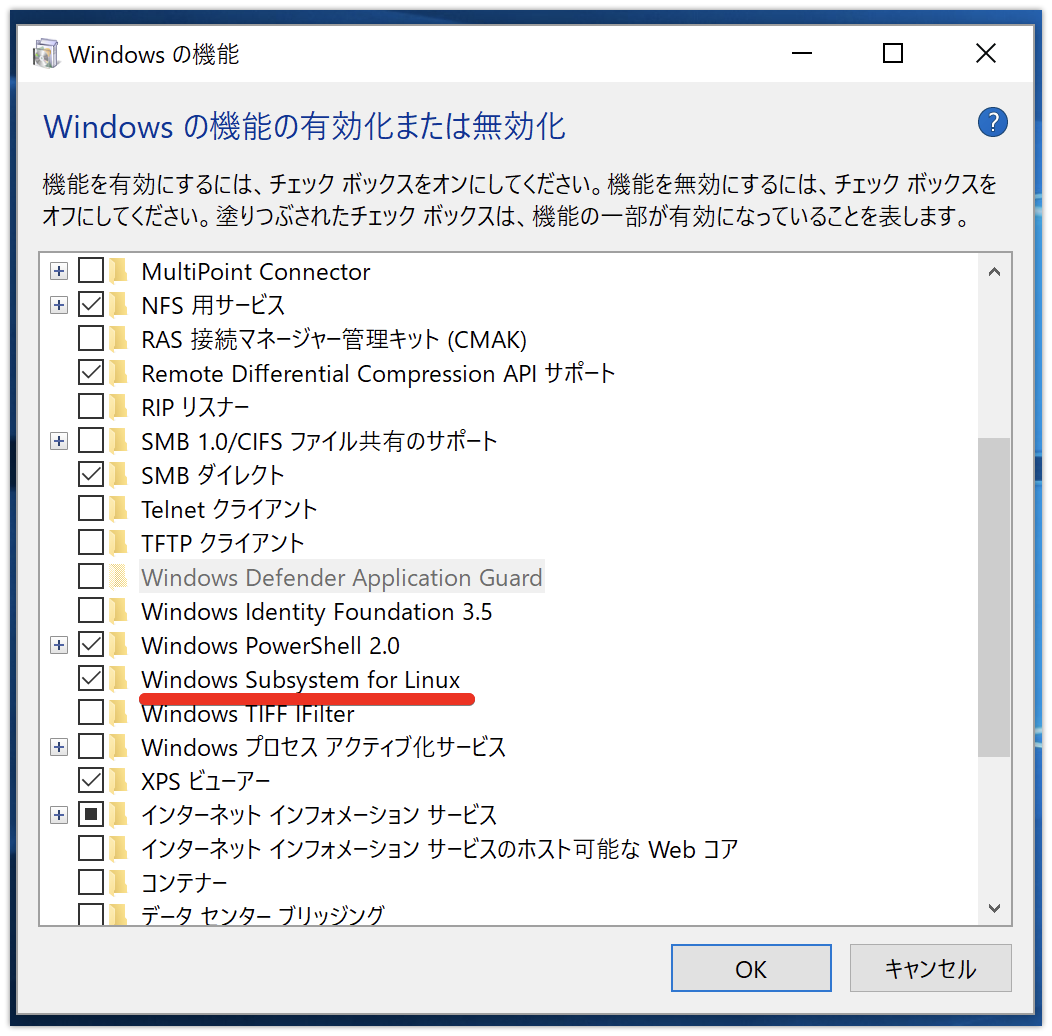 Windows の機能
Windows の機能の有効化または無効化
?
機能を有効にするには、チェック ボックスをオンにしてください。機能を無効にするには、チェック ボックスを
オフにしてください。塗りつぶされたチェック ボックスは、機能の一部が有効になっていることを表します。
MultiPoint Connector
NFS 用サービス
RAS 接続マネージャー管理キット (CMAK)
Remote Differential Compression API サポート
RIP リスナー
SMB 1.0/CIFS ファイル共有のサポート
SMB ダイレクト
Telnet クライアント
TFTP クライアント
Windows Defender Application Guard
Windows Identity Foundation 3.5
Windows PowerShell 2.0
Windows Subsystem for Linux
Windows TIFF IFilter
Windows プロセス アクティブ化サービス
XPS ビューアー
インターネット インフォメーション サービス
インターネット インフォメーション サービスのホスト可能な Web コア
コンテナー
データ センター ブリッジング
OK
キャンセル